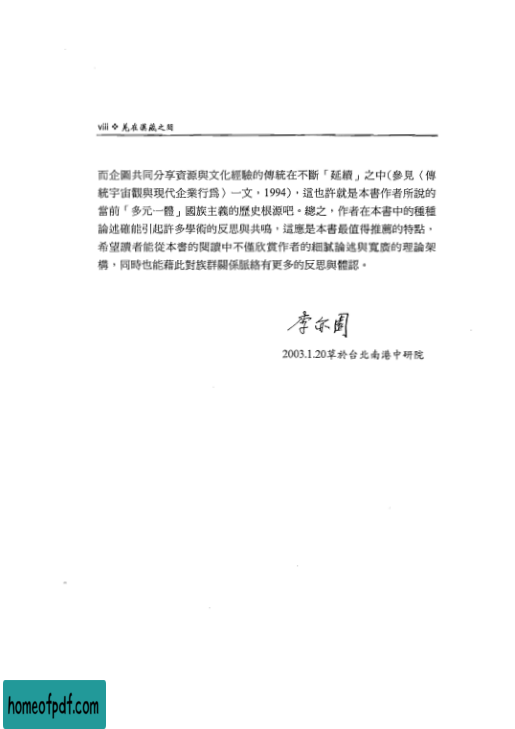 viii ❖ 羌在漢藏之間
而企圖共同分享資源與文化經驗的傳統在不斷「延續」之中(參見〈傳
統宇宙觀與現代企業行為〉一文,1994),這也許就是本書作者所說的
當前「多元一體」國族主義的歷史根源吧。總之,作者在本書中的種種
論述確能引起許多學術的反思與共鳴,這應是本書最值得推薦的特點,
希望讀者能從本書的閱讀中不僅欣賞作者的細膩論述與寬廣的理論架
構,同時也能藉此對族群關係脈絡有更多的反思與體認。
李亦園
2003.1.20草於台北南港中研院
homeofpdf.com